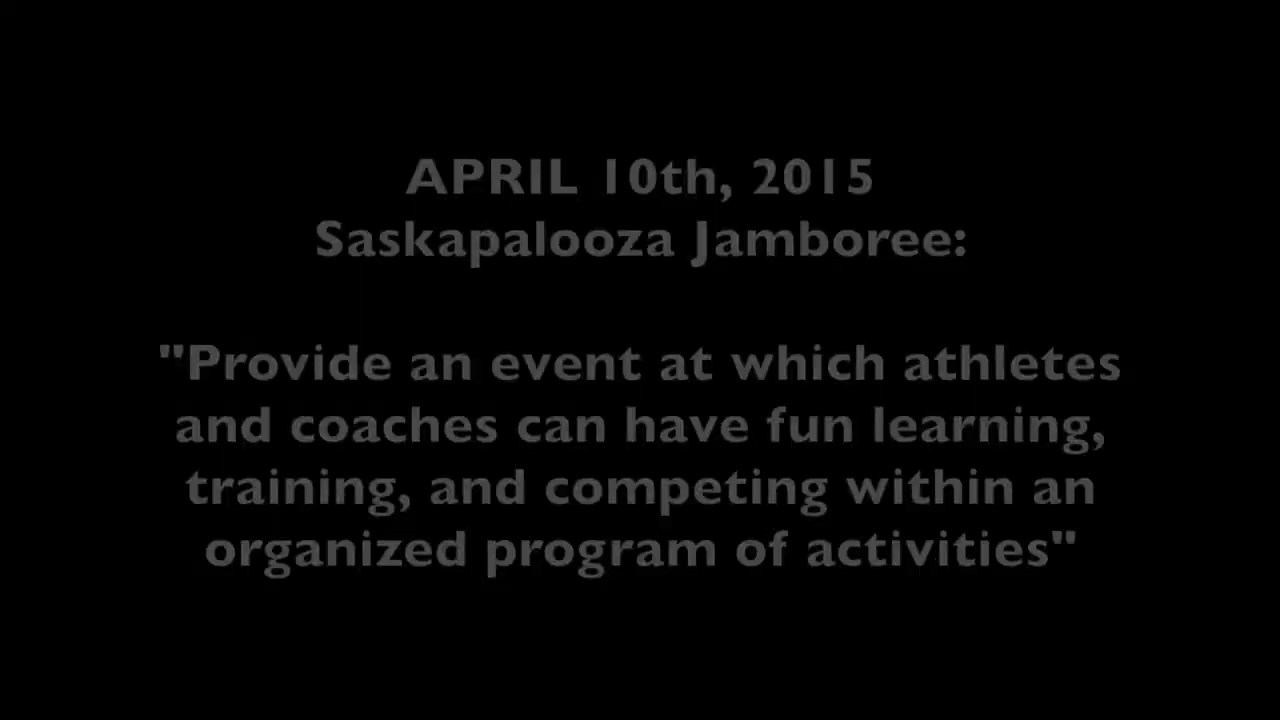 APRIL 10th, 2015
Saskapalooza Jamboree:
"Provide an event at which athletes
and coaches can have fun learning,
training, and competing within an
organized program of activities"